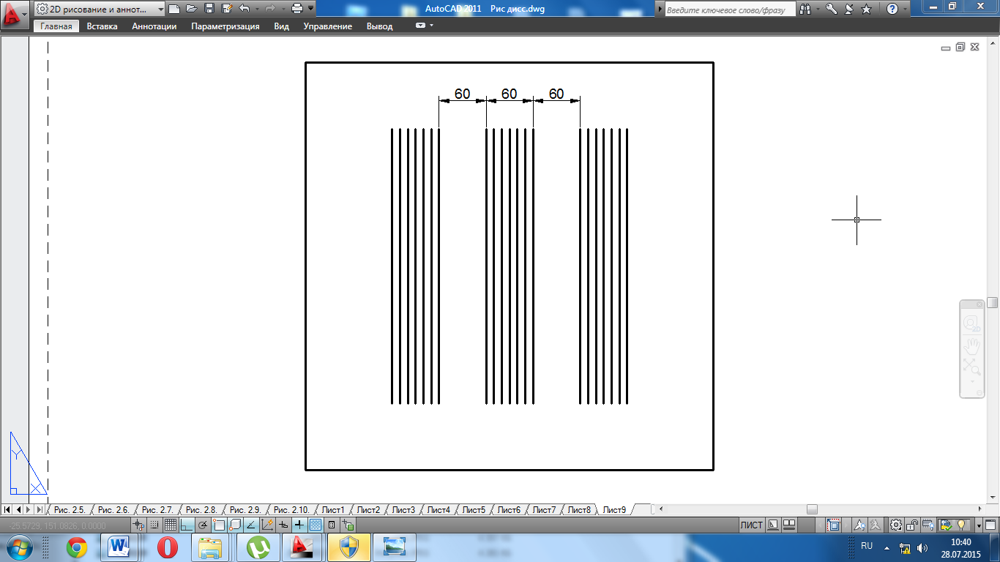 2D рисование и аннот...
AutoCAD 2011 Рис дисс.dwg
Введите ключевое слово/фразу
Главная Вставка Аннотации Параметризация Вид Управление Вывод
60 60 60
2D
Y
X
Рис. 2.5. Рис. 2.6. Рис. 2.7. Рис. 2.8. Рис. 2.9. Рис. 2.10. Лист1 Лист2 Лист3 Лист4 Лист5 Лист6 Лист7 Лист8 Лист9
-25.5729, 151.0826, 0.0000
ЛИСТ
RU
10:40
28.07.2015